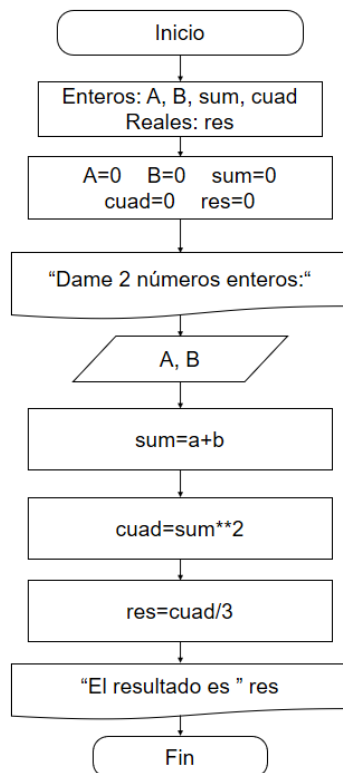 Inicio
Enteros: A, B, sum, cuad
Reales: res
A=0 B=0 sum=0
cuad=0 res=0
“Dame 2 números enteros:“
A, B
sum=a+b
cuad=sum**2
res=cuad/3
“El resultado es ” res
Fin